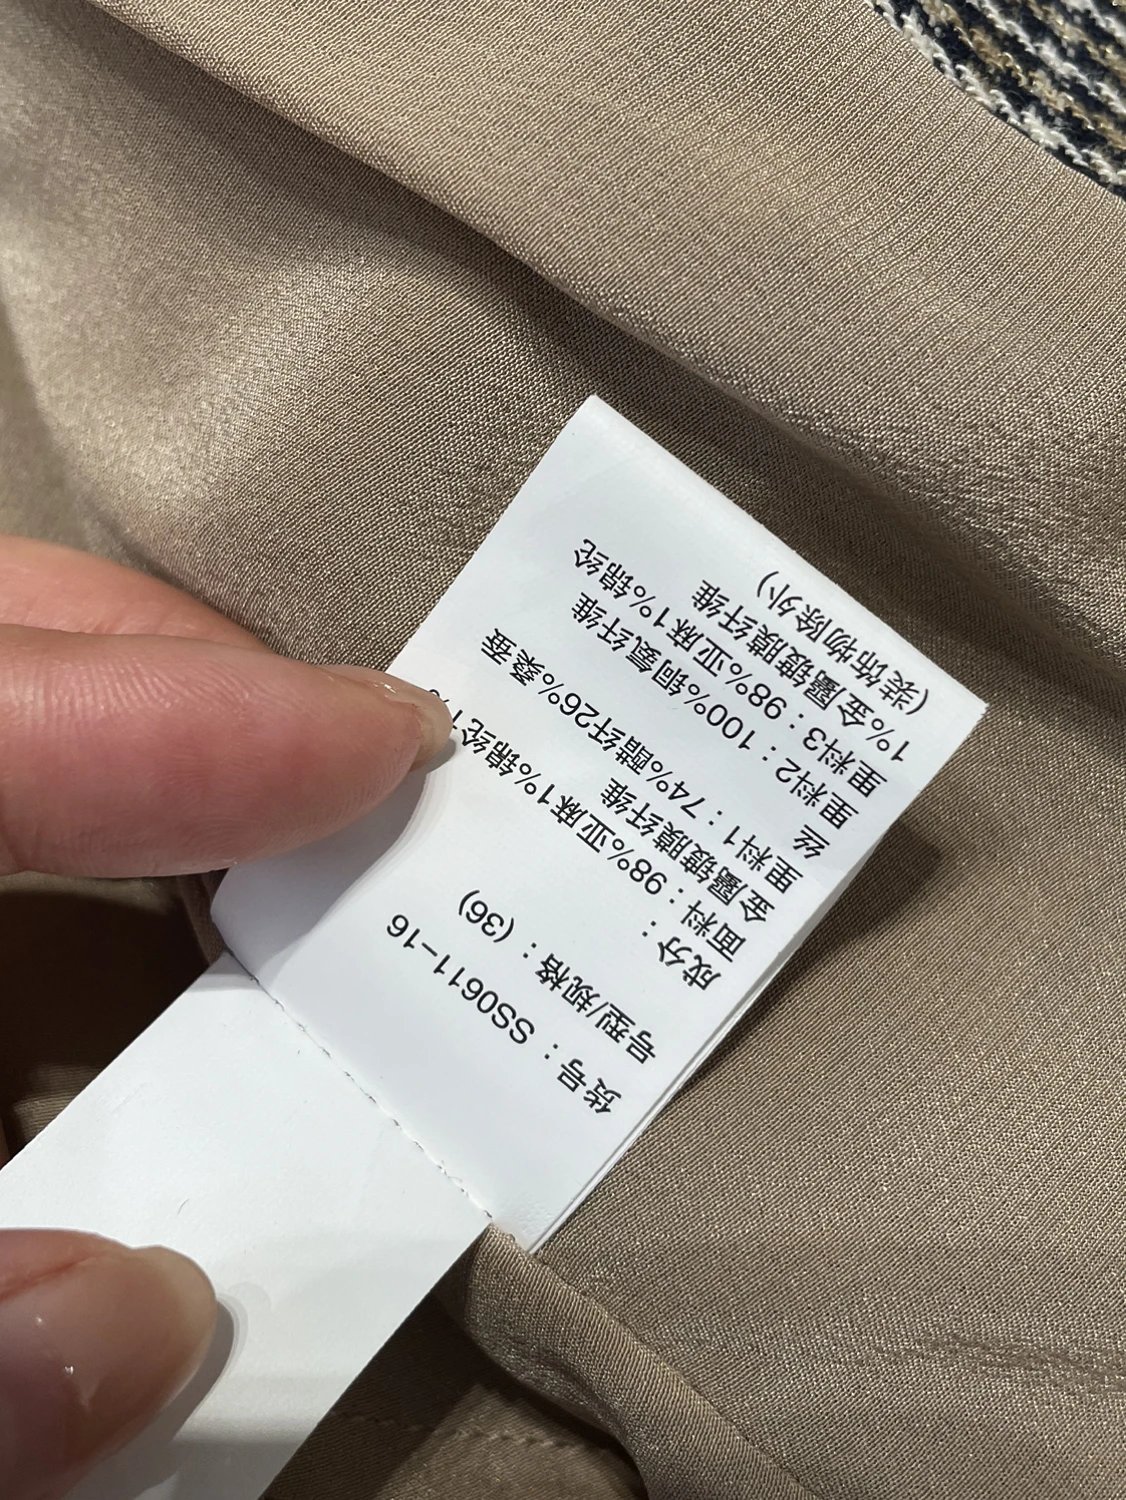 货号：SS0611-16
号型/规格：(36)
成分：
面料：98%亚麻1%锦纶1%
金屬镀膜纤维
里料1：74%醋纤26%桑蚕
丝
里料2：100%铜氨纤维
里料3：98%亚麻1%锦纶
1%金屬镀膜纤维
(装饰物除外)